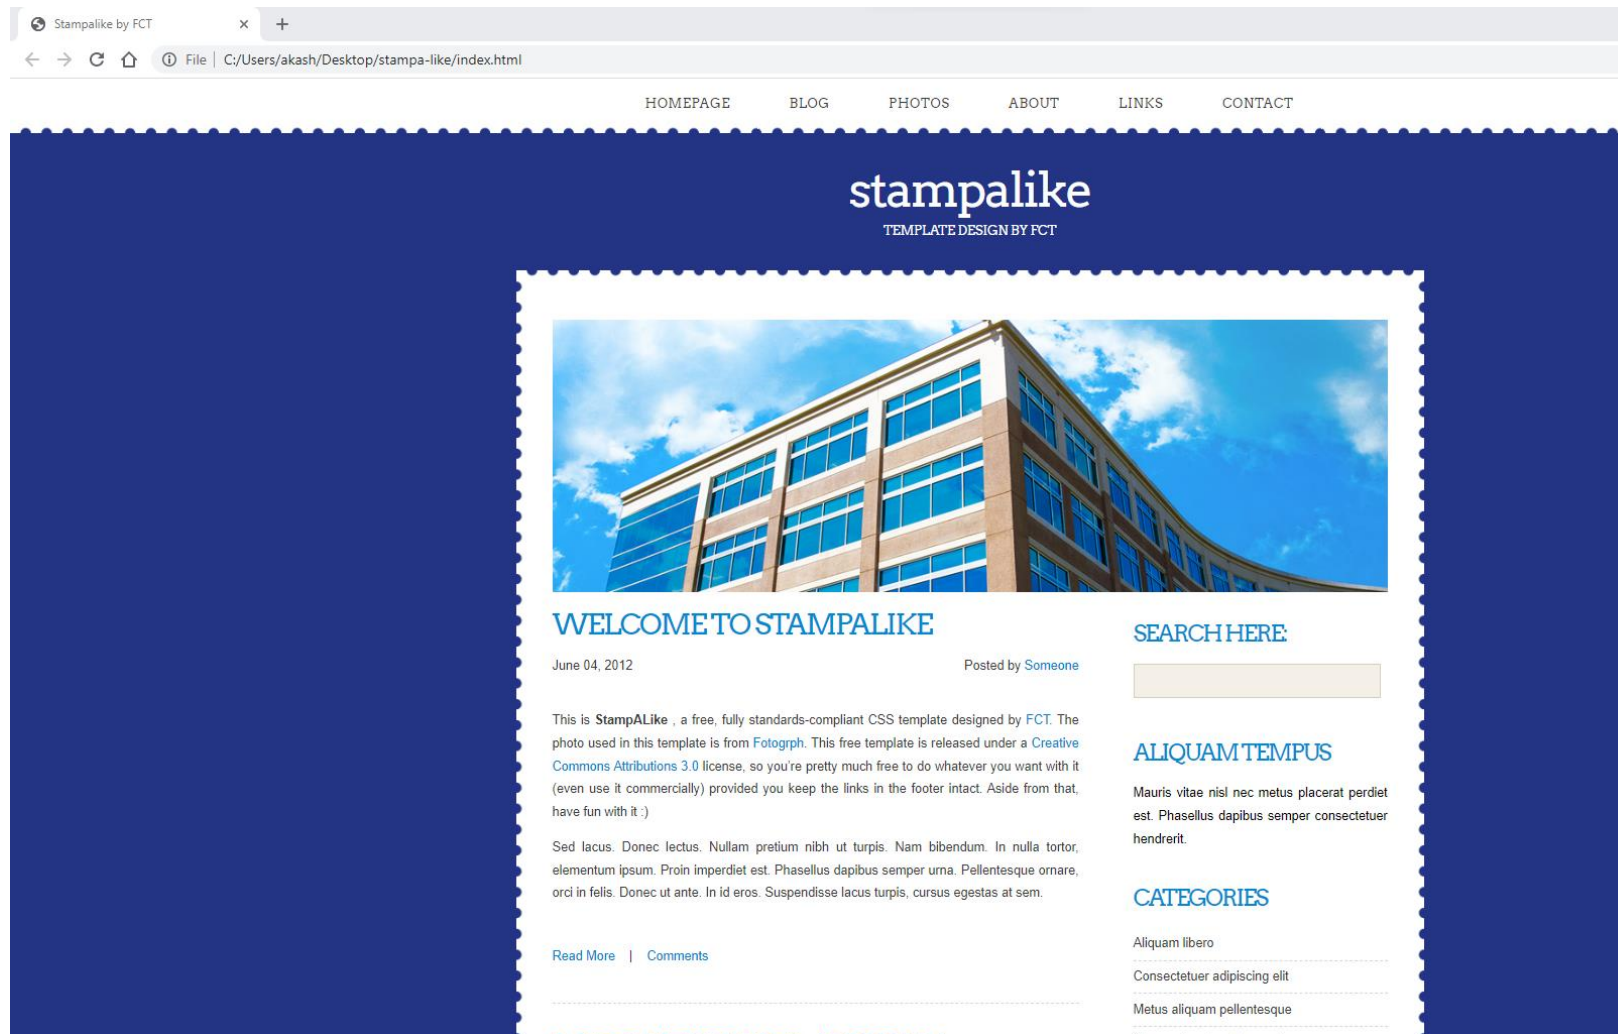 Stampalike by FCT
File | C:/Users/akash/Desktop/stampa-like/index.html
HOMEPAGE BLOG PHOTOS ABOUT LINKS CONTACT
stampalike
TEMPLATE DESIGN BY FCT
WELCOME TO STAMPALIKE
June 04, 2012 Posted by Someone
This is StampALike , a free, fully standards-compliant CSS template designed by FCT. The
photo used in this template is from Fotogrph. This free template is released under a Creative
Commons Attributions 3.0 license, so you're pretty much free to do whatever you want with it
(even use it commercially) provided you keep the links in the footer intact. Aside from that,
have fun with it :)
Sed lacus. Donec lectus. Nullam pretium nibh ut turpis. Nam bibendum. In nulla tortor,
elementum ipsum. Proin imperdiet est. Phasellus dapibus semper urna. Pellentesque ornare,
orci in felis. Donec ut ante. In id eros. Suspendisse lacus turpis, cursus egestas at sem.
Read More | Comments
SEARCH HERE:
ALIQUAM TEMPUS
Mauris vitae nisl nec metus placerat perdiet
est. Phasellus dapibus semper consectetuer
hendrerit.
CATEGORIES
Aliquam libero
Consectetuer adipiscing elit
Metus aliquam pellentesque